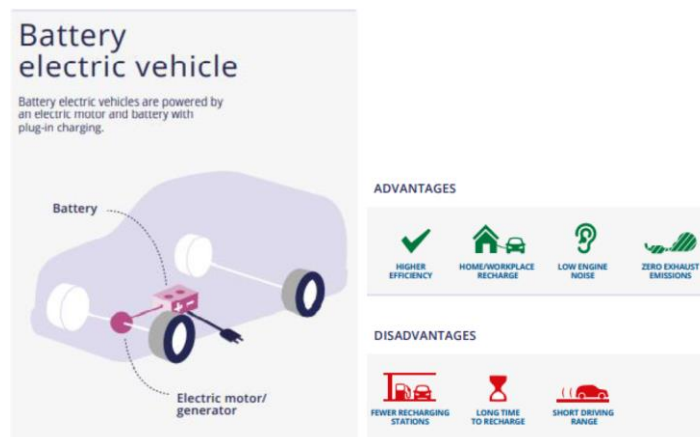 Battery
electric vehicle
Battery electric vehicles are powered by
an electric motor and battery with
plug-in charging.
Battery
Electric motor/
generator
ADVANTAGES
HIGHER
EFFICIENCY
HOME/WORKPLACE
RECHARGE
LOW ENGINE
NOISE
ZERO EXHAUST
EMISSIONS
DISADVANTAGES
FEWER RECHARGING
STATIONS
LONG TIME
TO RECHARGE
SHORT DRIVING
RANGE